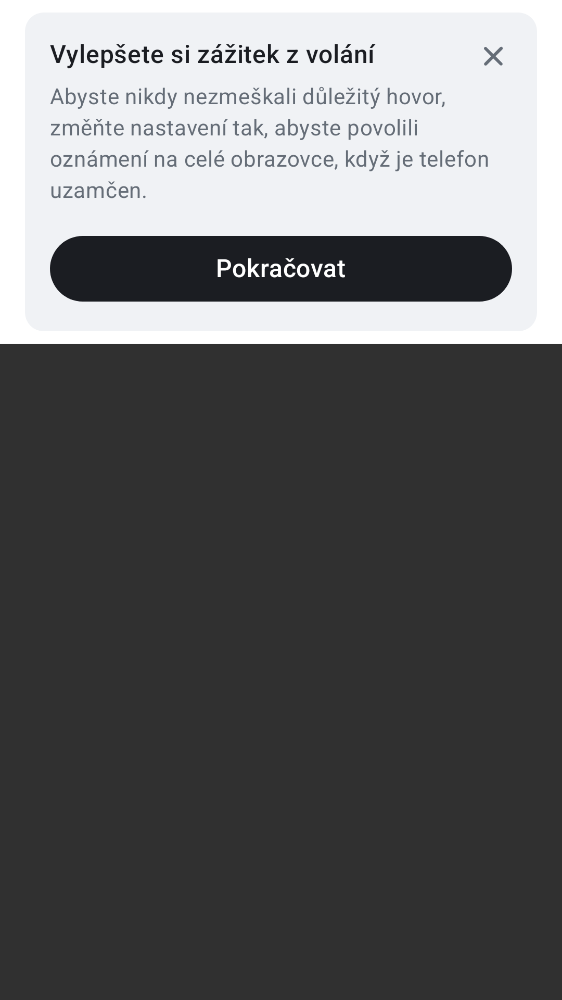 Vylepšete si zážitek z volání
Abyste nikdy nezmeškali důležitý hovor,
změňte nastavení tak, abyste povolili
oznámení na celé obrazovce, když je telefon
uzamčen.
Pokračovat